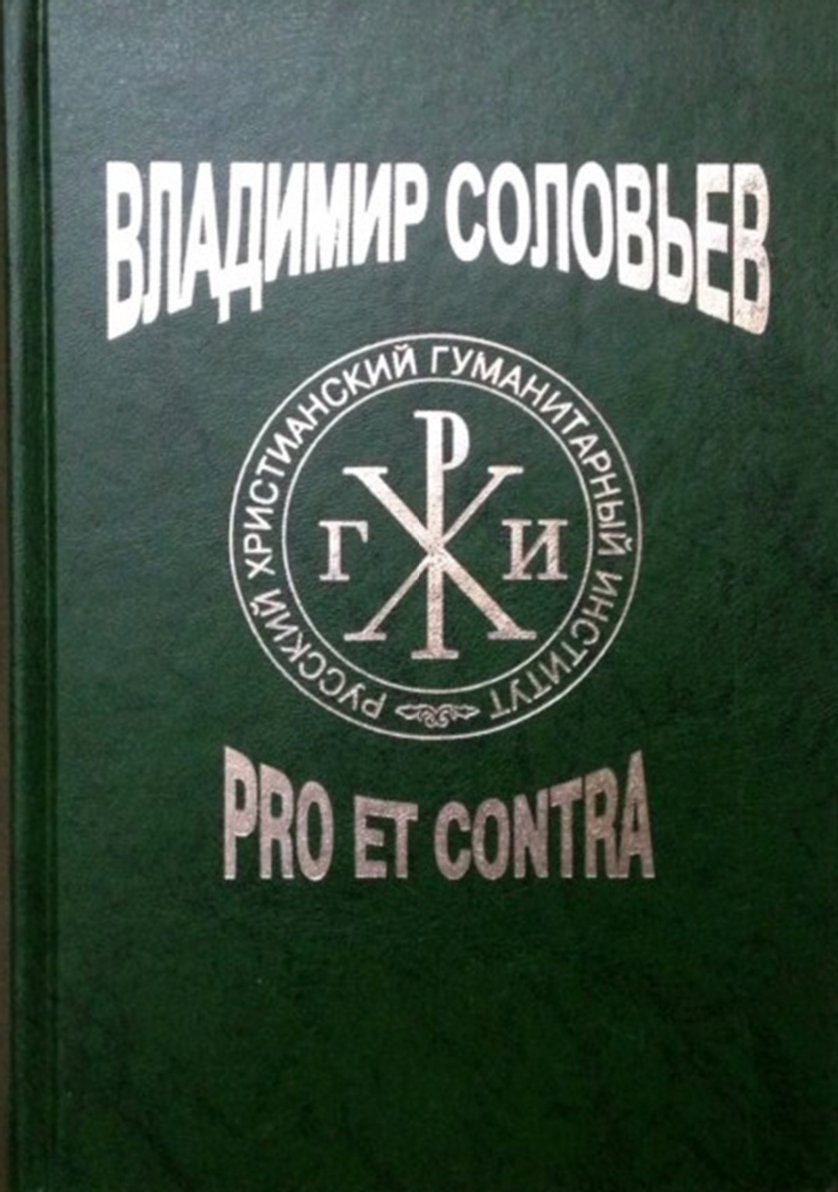 ВЛАДИМИР СОЛОВЬЕВ
РУССКИЙ ХРИСТИАНСКИЙ ГУМАНИТАРНЫЙ ИНСТИТУТ
Р
Г Х И
PRO ET CONTRA